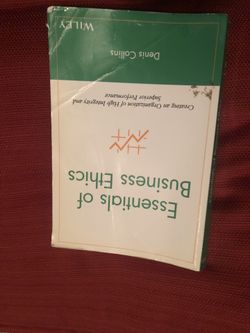 Essentials of
Business Ethics
Creating an Organization of High Integrity and
Superior Performance
Denis Collins
WILEY